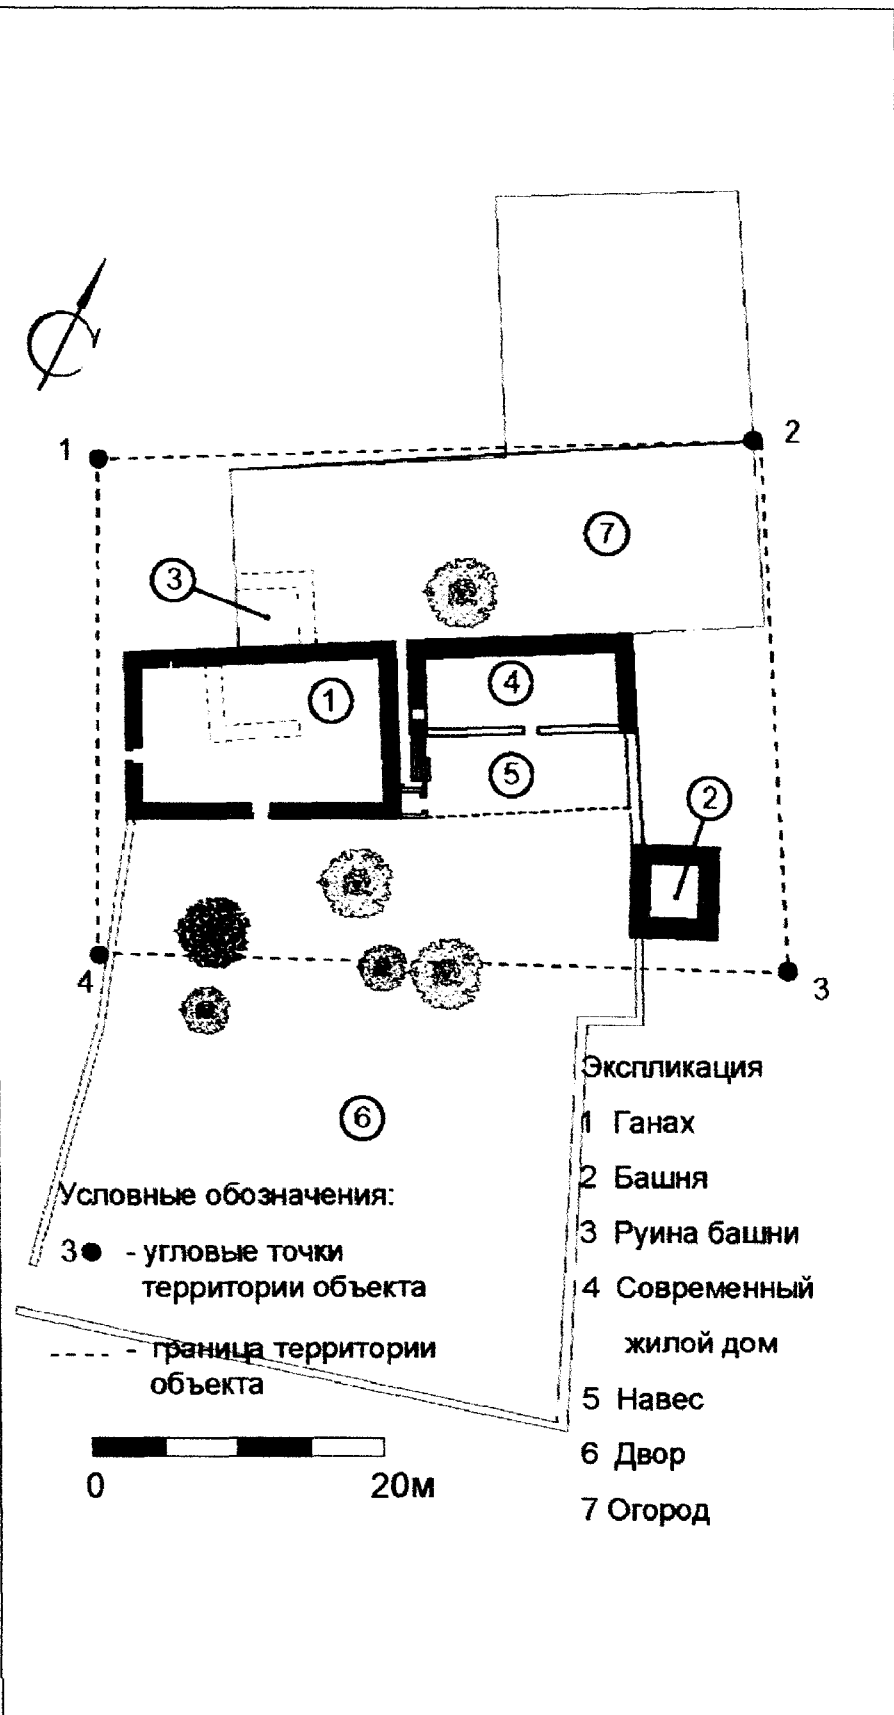 1
2
7
3
1
4
5
2
4
3
6
Экспликация
1 Ганах
2 Башня
3 Руина башни
4 Современный
жилой дом
5 Навес
6 Двор
7 Огород
Условные обозначения:
3 - угловые точки
территории объекта
- граница территории
объекта
0 20м